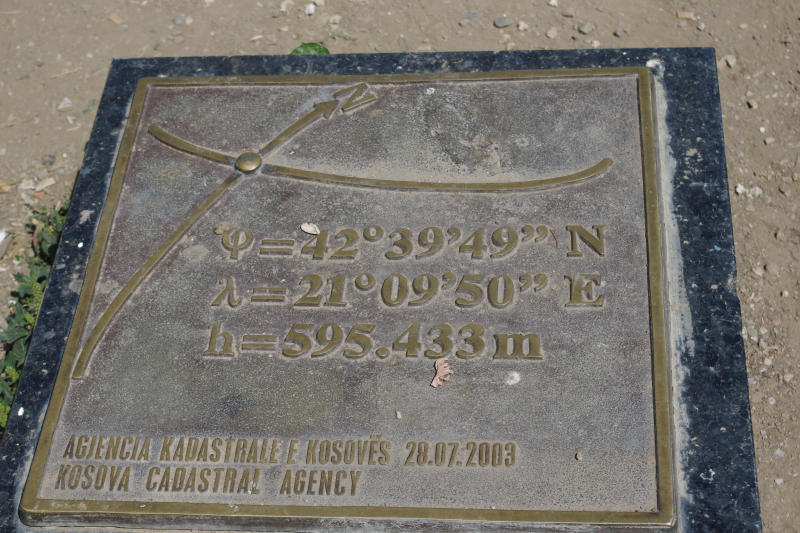 N
φ=42°39'49" N
λ=21°09'50" E
h=595.433 m
AGJENCIA KADASTRALE E KOSOVËS 28.07.2003
KOSOVA CADASTRAL AGENCY